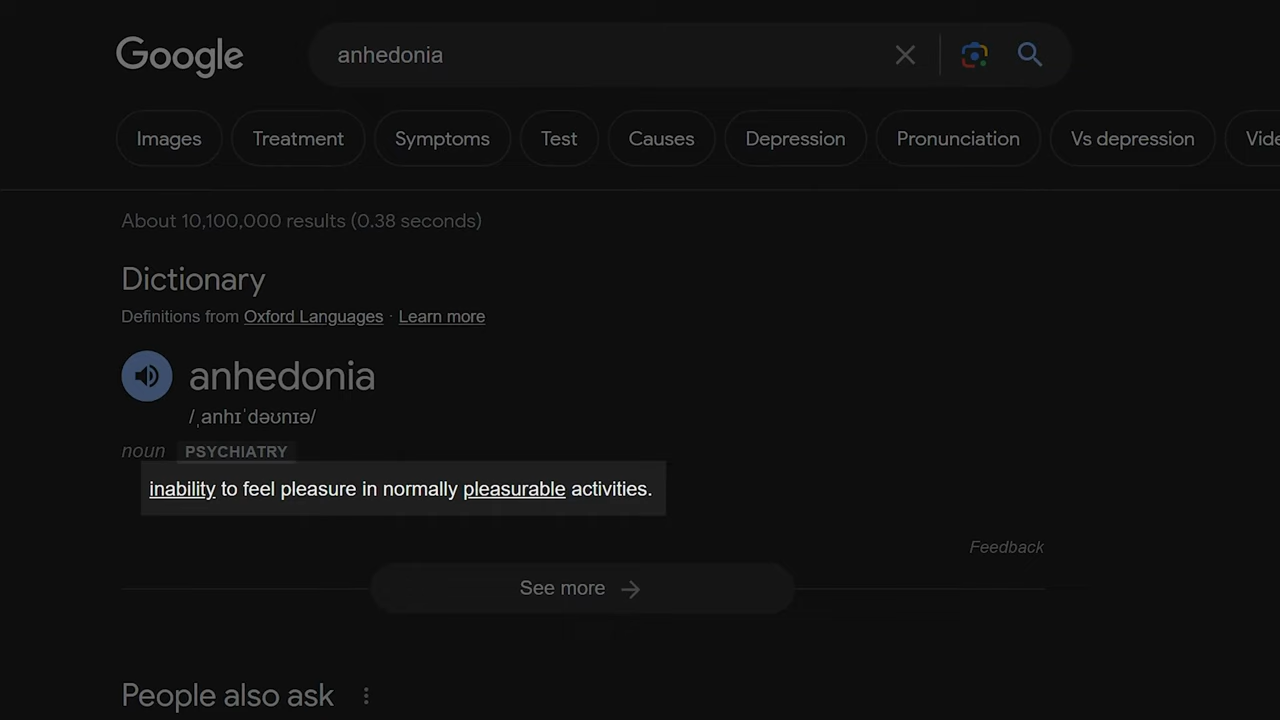 Google anhedonia
Images Treatment Symptoms Test Causes Depression Pronunciation Vs depression Vide
About 10,100,000 results (0.38 seconds)
Dictionary
Definitions from Oxford Languages · Learn more
anhedonia
/ˌanhɪˈdəʊnɪə/
noun PSYCHIATRY
inability to feel pleasure in normally pleasurable activities.
Feedback
See more →
People also ask